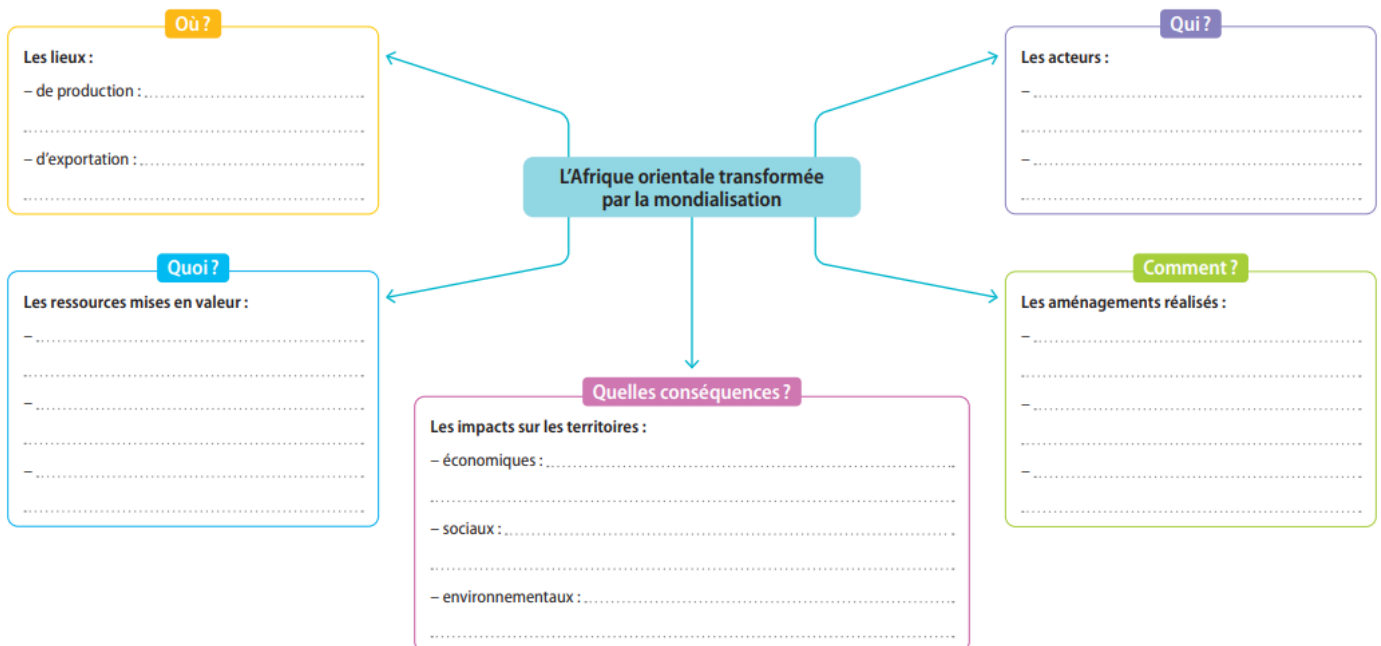 Où ?
Les lieux :
– de production :
– d'exportation :
Qui ?
Les acteurs :
–
–
L'Afrique orientale transformée
par la mondialisation
Quoi ?
Les ressources mises en valeur :
–
–
–
Comment ?
Les aménagements réalisés :
–
–
–
Quelles conséquences ?
Les impacts sur les territoires :
– économiques :
– sociaux :
– environnementaux :